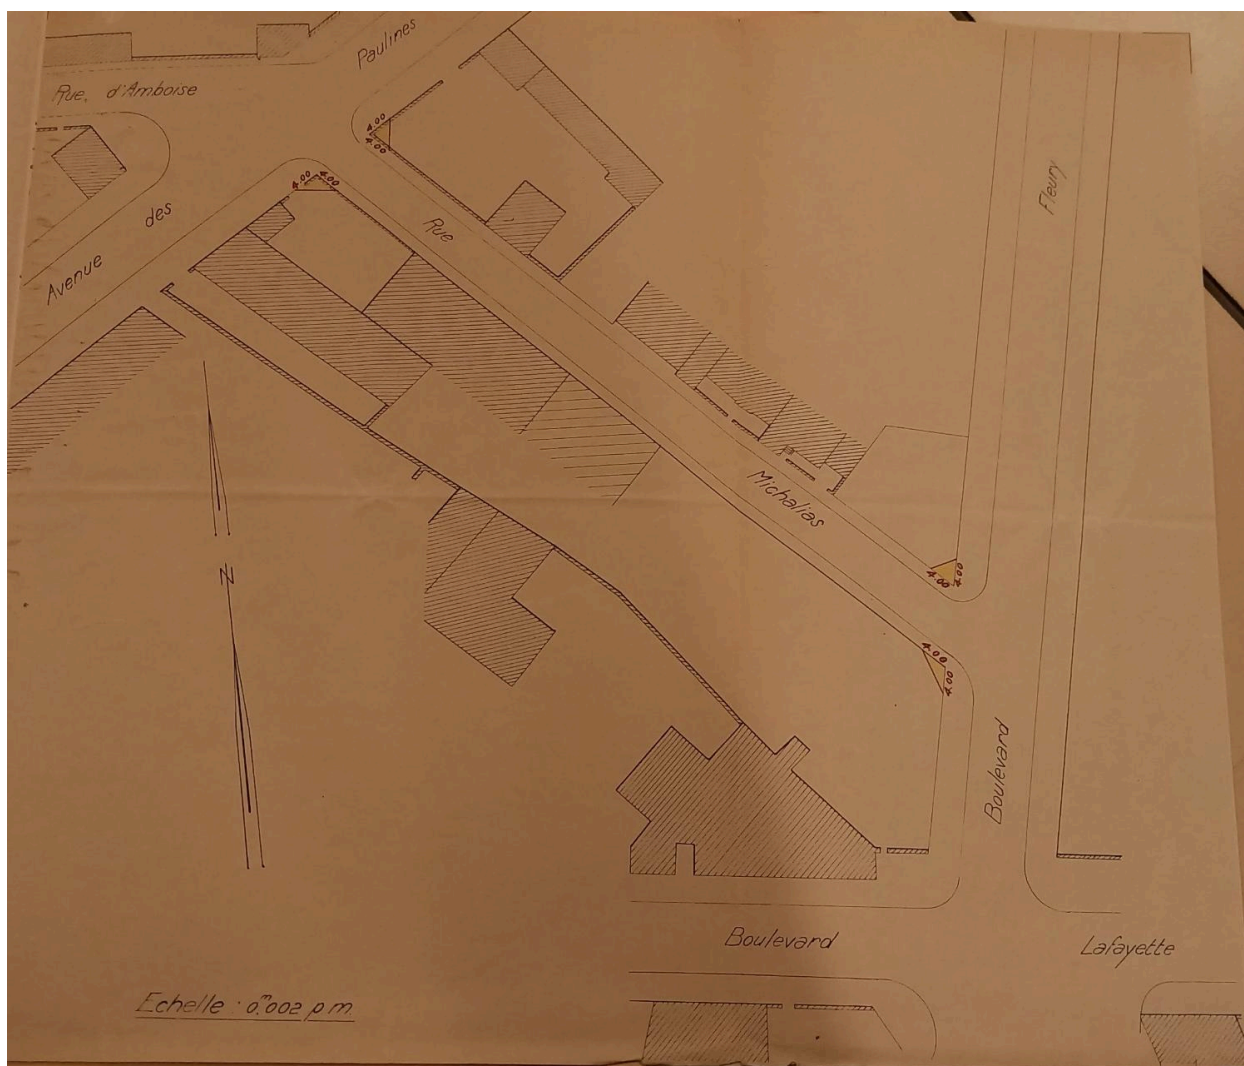 Paulines
Rue d'Amboise
4.00
4.00
4.00
4.00
des
Avenue
Rue
Fleury
Michalias
4.00
4.00
4.00
4.00
N
Boulevard
Boulevard
Lafayette
Echelle : 0m002 p.m.